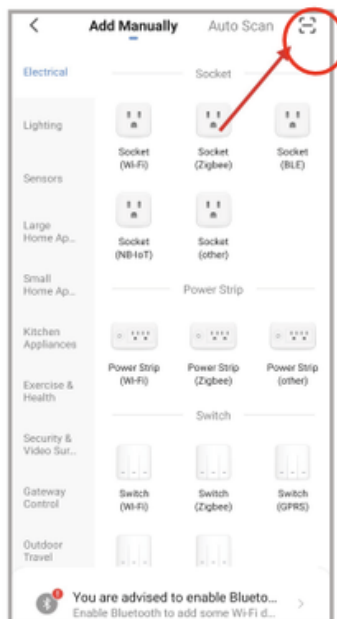 Add Manually Auto Scan
Electrical
Lighting
Sensors
Large
Home Ap...
Small
Home Ap...
Kitchen
Appliances
Exercise &
Health
Security &
Video Sur...
Gateway
Control
Outdoor
Travel
Socket
Socket
(Wi-Fi)
Socket
(Zigbee)
Socket
(BLE)
Socket
(NB-IoT)
Socket
(other)
Power Strip
Power Strip
(Wi-Fi)
Power Strip
(Zigbee)
Power Strip
(other)
Switch
Switch
(Wi-Fi)
Switch
(Zigbee)
Switch
(GPRS)
You are advised to enable Blueto...
Enable Bluetooth to add some Wi-Fi d...